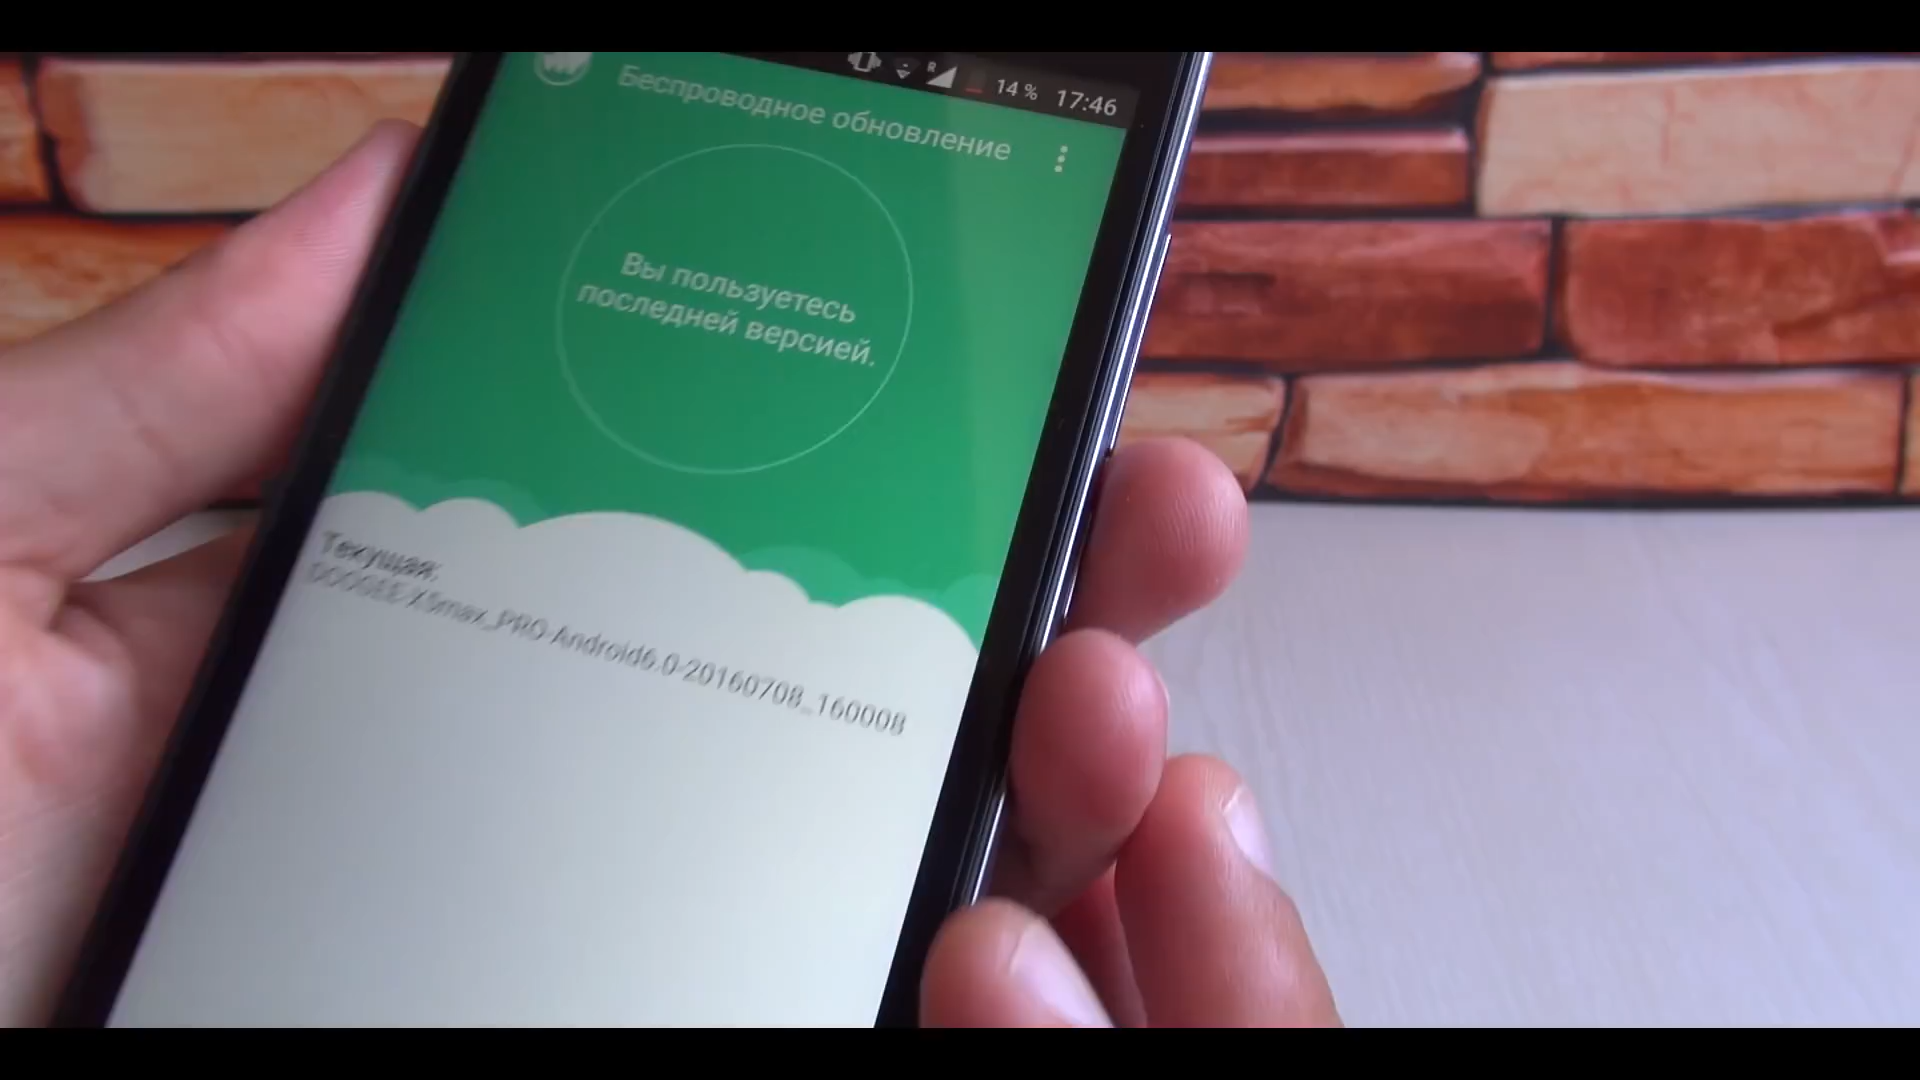 R 14 % 17:46
Беспроводное обновление
Вы пользуетесь
последней версией.
Текущая:
DOOGEE-X5max_PRO-Android6.0-20160708_160008